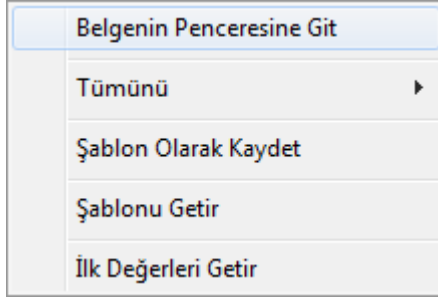 Belgenin Penceresine Git
Tümünü
Şablon Olarak Kaydet
Şablonu Getir
İlk Değerleri Getir